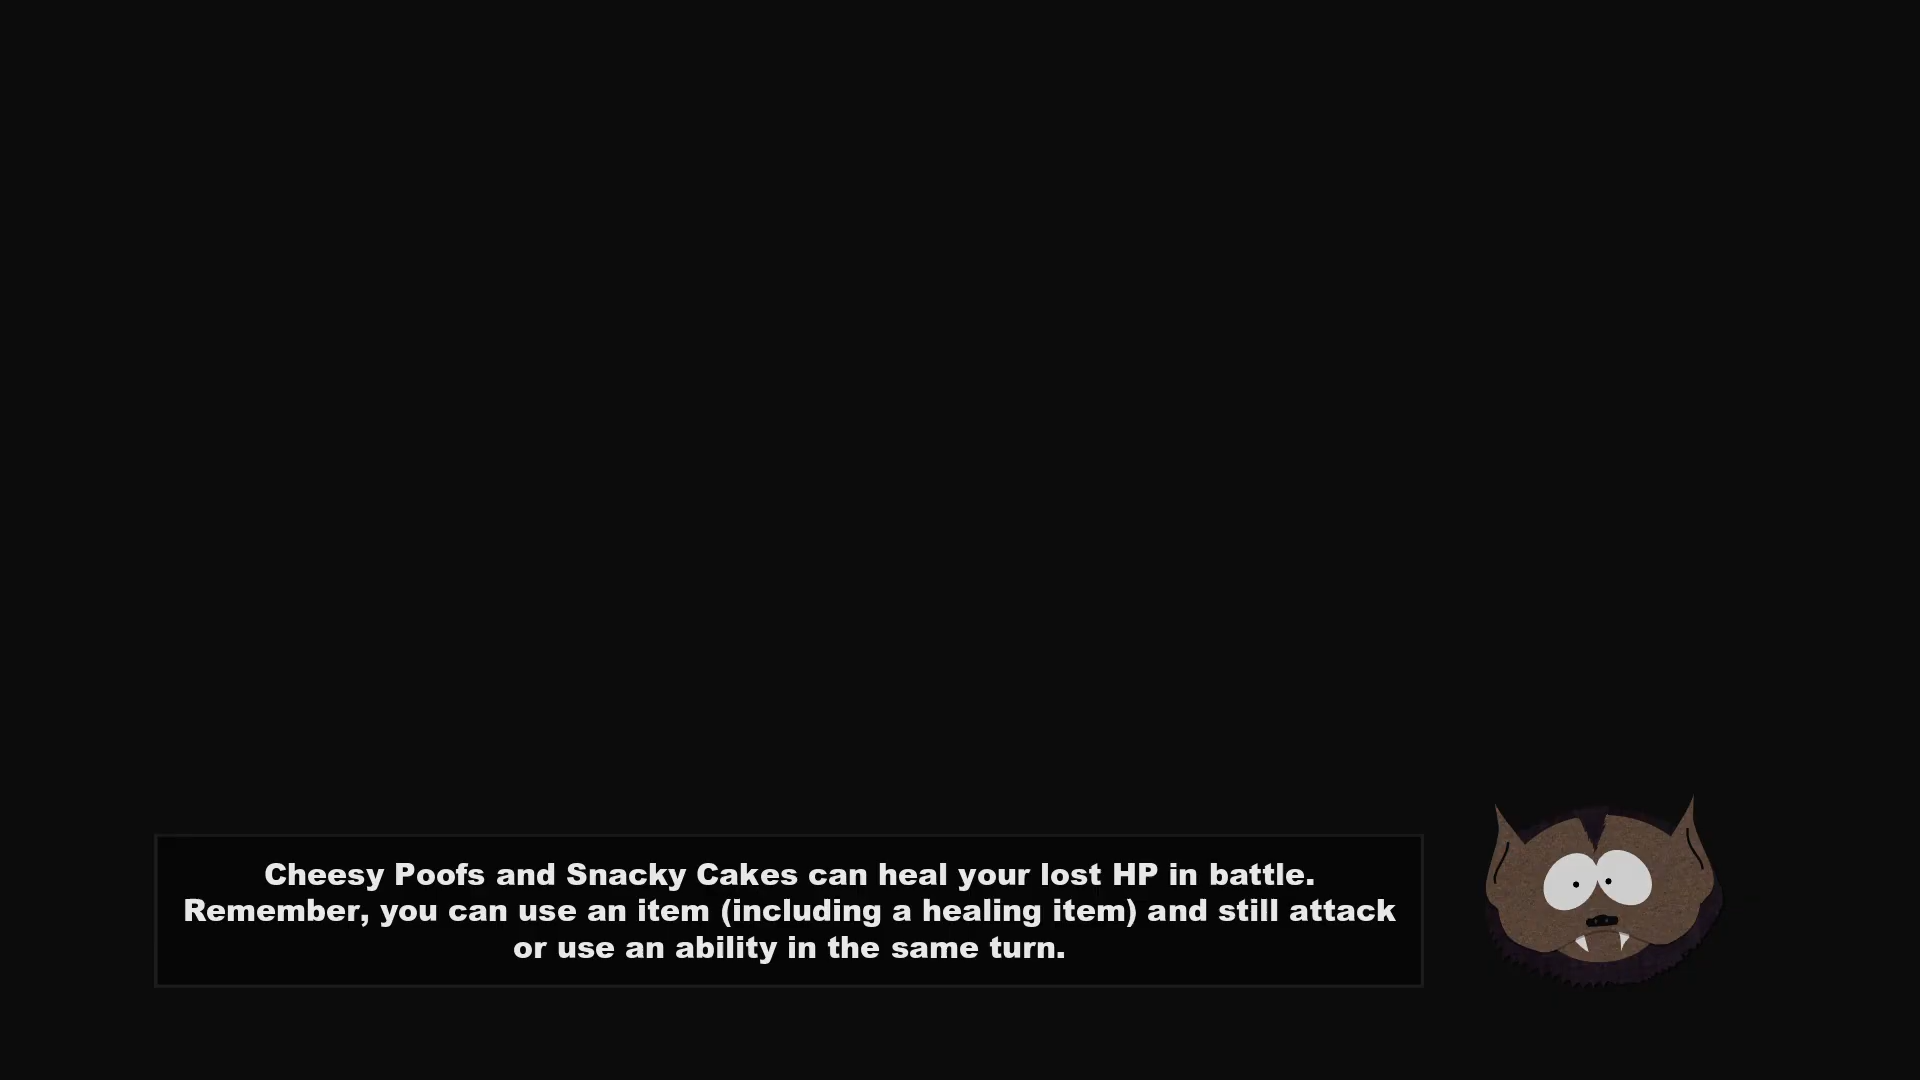 Cheesy Poofs and Snacky Cakes can heal your lost HP in battle.
Remember, you can use an item (including a healing item) and still attack
or use an ability in the same turn.